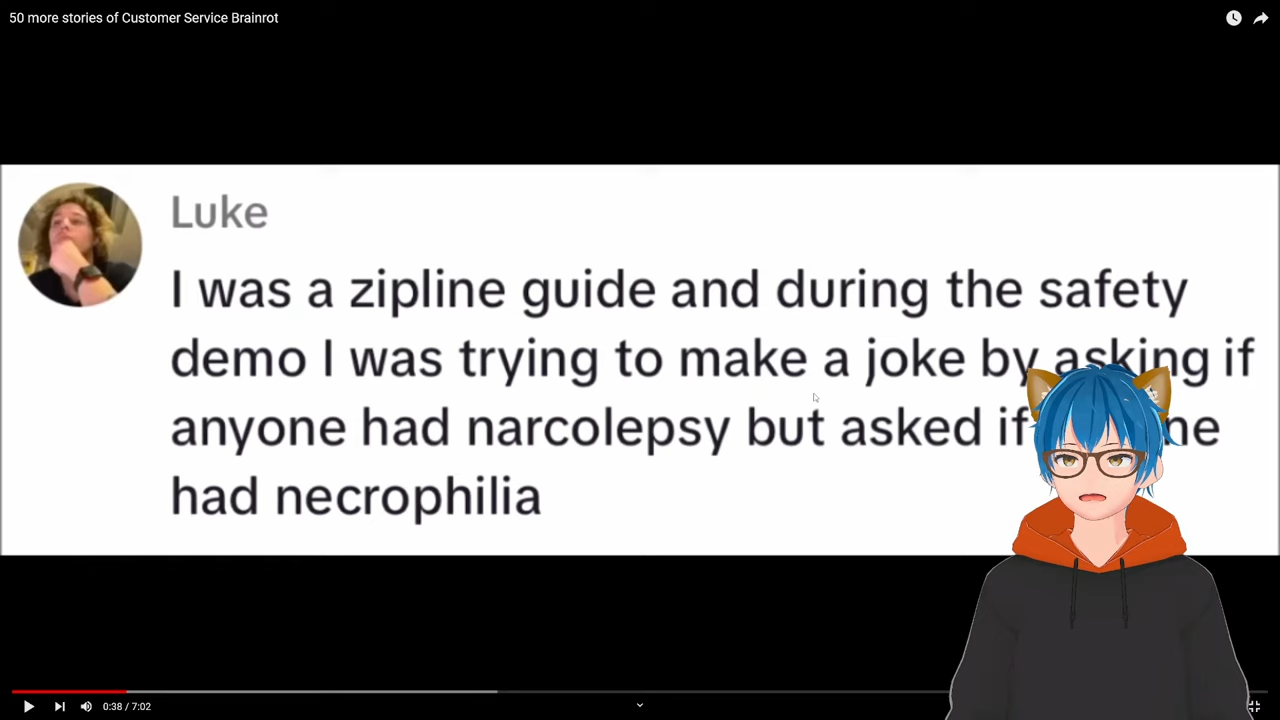 50 more stories of Customer Service Brainrot
Luke
I was a zipline guide and during the safety
demo I was trying to make a joke by asking if
anyone had narcolepsy but asked if ne
had necrophilia
0:38 / 7:02